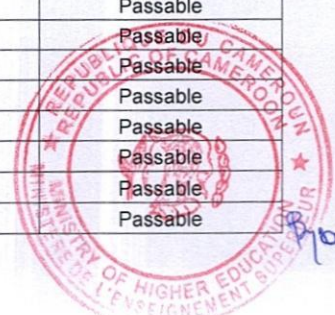 Passable
Passable
Passable
Passable
Passable
Passable
Passable
Passable
REPUBLIQUE DU CAMEROUN
REPUBLIC OF CAMEROON
MINISTRY OF HIGHER EDUCATION
MINISTERE DE L'ENSEIGNEMENT SUPERIEUR